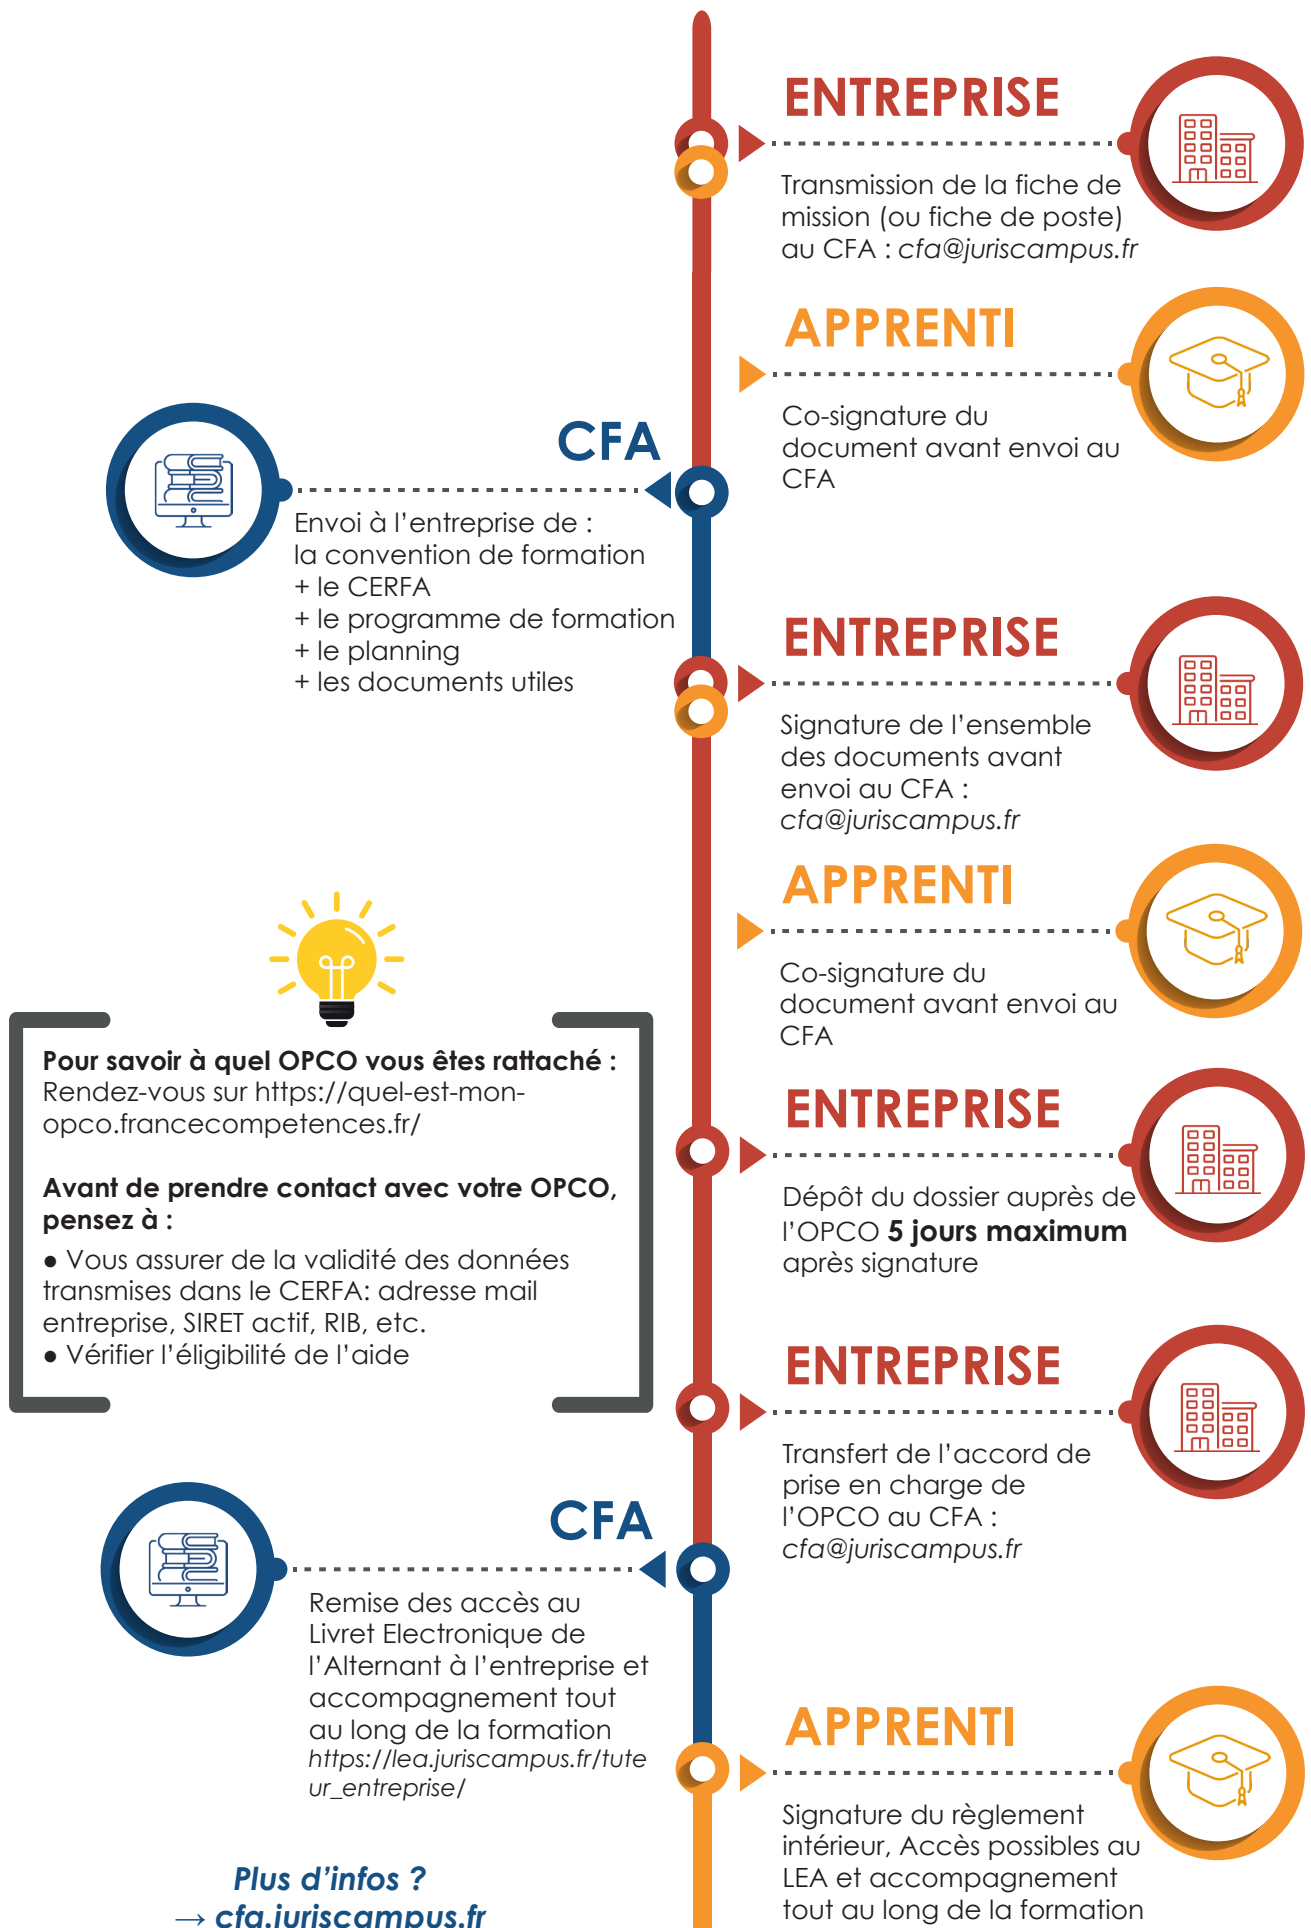 ENTREPRISE
Transmission de la fiche de
mission (ou fiche de poste)
au CFA : cfa@juriscampus.fr
APPRENTI
Co-signature du
document avant envoi au
CFA
CFA
Envoi à l’entreprise de :
la convention de formation
+ le CERFA
+ le programme de formation
+ le planning
+ les documents utiles
ENTREPRISE
Signature de l’ensemble
des documents avant
envoi au CFA :
cfa@juriscampus.fr
APPRENTI
Co-signature du
document avant envoi au
CFA
Pour savoir à quel OPCO vous êtes rattaché :
Rendez-vous sur https://quel-est-mon-
opco.francecompetences.fr/
Avant de prendre contact avec votre OPCO,
pensez à :
● Vous assurer de la validité des données
transmises dans le CERFA: adresse mail
entreprise, SIRET actif, RIB, etc.
● Vérifier l’éligibilité de l’aide
ENTREPRISE
Dépôt du dossier auprès de
l’OPCO 5 jours maximum
après signature
ENTREPRISE
Transfert de l’accord de
prise en charge de
l’OPCO au CFA :
cfa@juriscampus.fr
CFA
Remise des accès au
Livret Electronique de
l’Alternant à l’entreprise et
accompagnement tout
au long de la formation
https://lea.juriscampus.fr/tute
ur_entreprise/
APPRENTI
Signature du règlement
intérieur, Accès possibles au
LEA et accompagnement
tout au long de la formation
Plus d’infos ?
→ cfa.juriscampus.fr